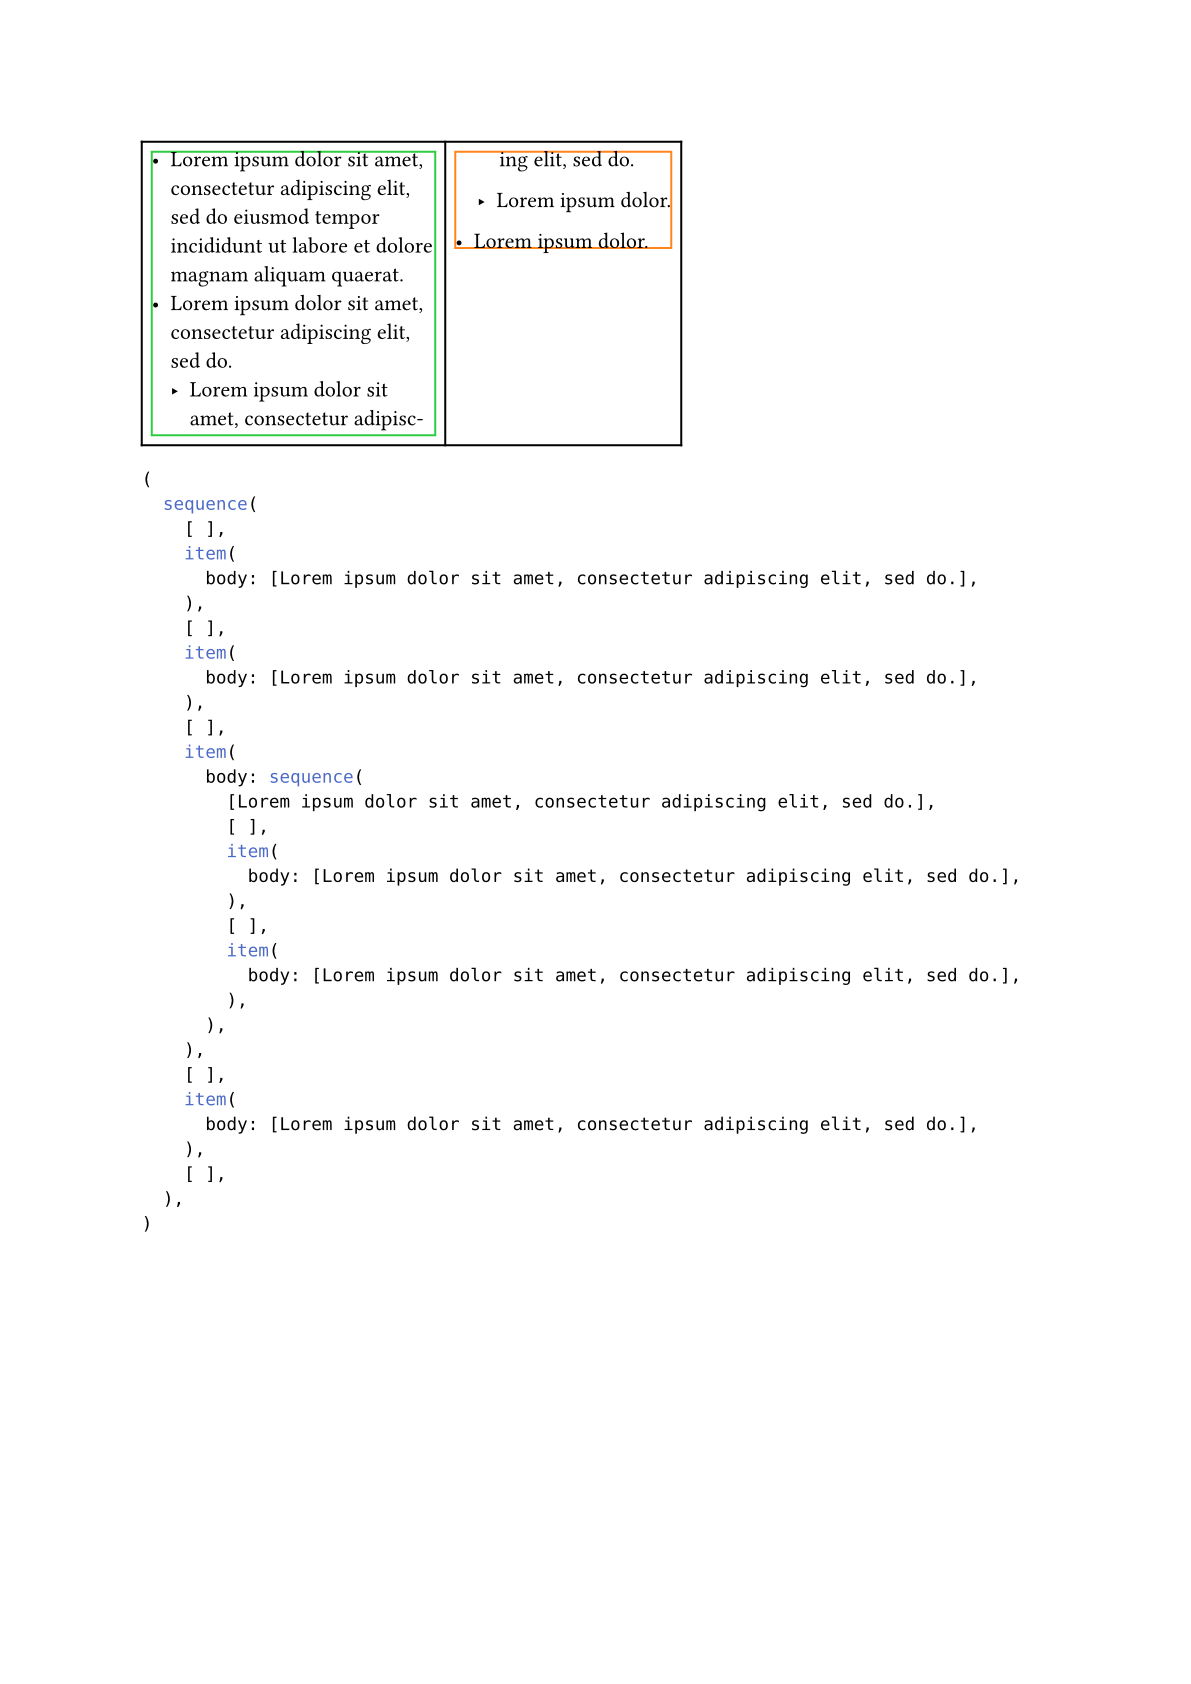 • Lorem ipsum dolor sit amet,
consectetur adipiscing elit,
sed do eiusmod tempor
incididunt ut labore et dolore
magnam aliquam quaerat.
• Lorem ipsum dolor sit amet,
consectetur adipiscing elit,
sed do.
‣ Lorem ipsum dolor sit
amet, consectetur adipisc-
ing elit, sed do.
‣ Lorem ipsum dolor.
• Lorem ipsum dolor.
(
  sequence(
    [ ],
    item(
      body: [Lorem ipsum dolor sit amet, consectetur adipiscing elit, sed do.],
    ),
    [ ],
    item(
      body: [Lorem ipsum dolor sit amet, consectetur adipiscing elit, sed do.],
    ),
    [ ],
    item(
      body: sequence(
        [Lorem ipsum dolor sit amet, consectetur adipiscing elit, sed do.],
        [ ],
        item(
          body: [Lorem ipsum dolor sit amet, consectetur adipiscing elit, sed do.],
        ),
        [ ],
        item(
          body: [Lorem ipsum dolor sit amet, consectetur adipiscing elit, sed do.],
        ),
      ),
    ),
    [ ],
    item(
      body: [Lorem ipsum dolor sit amet, consectetur adipiscing elit, sed do.],
    ),
    [ ],
  ),
)